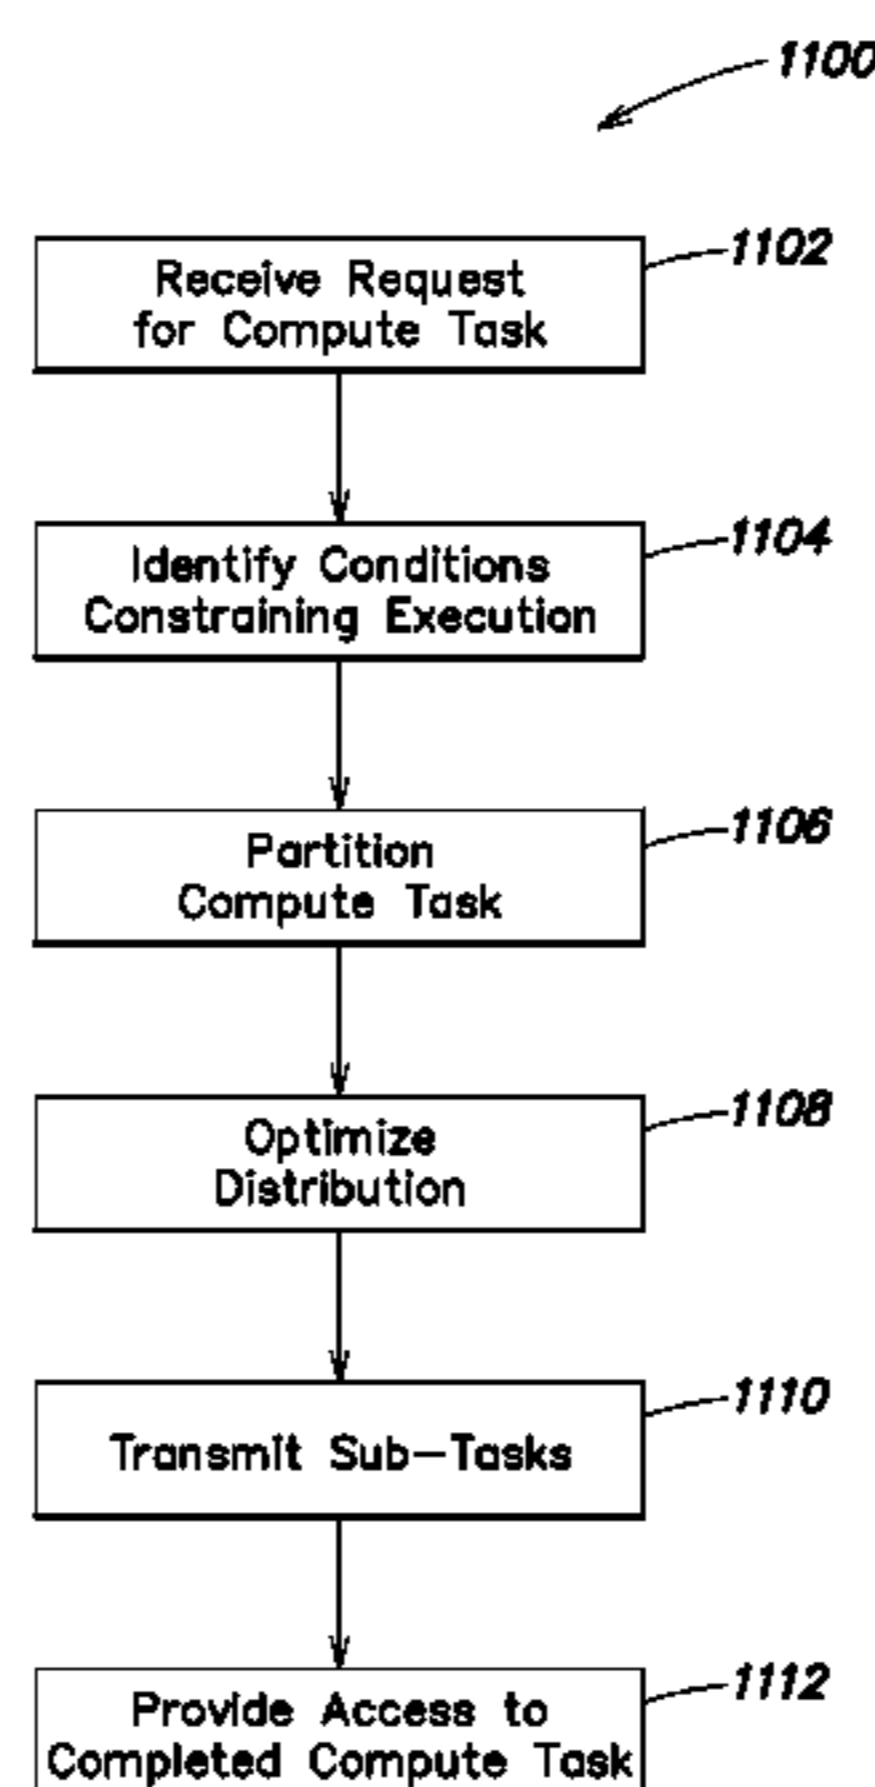 1100
1102
Receive Request
for Compute Task
1104
Identify Conditions
Constraining Execution
1106
Partition
Compute Task
1108
Optimize
Distribution
1110
Transmit Sub-Tasks
1112
Provide Access to
Completed Compute Task